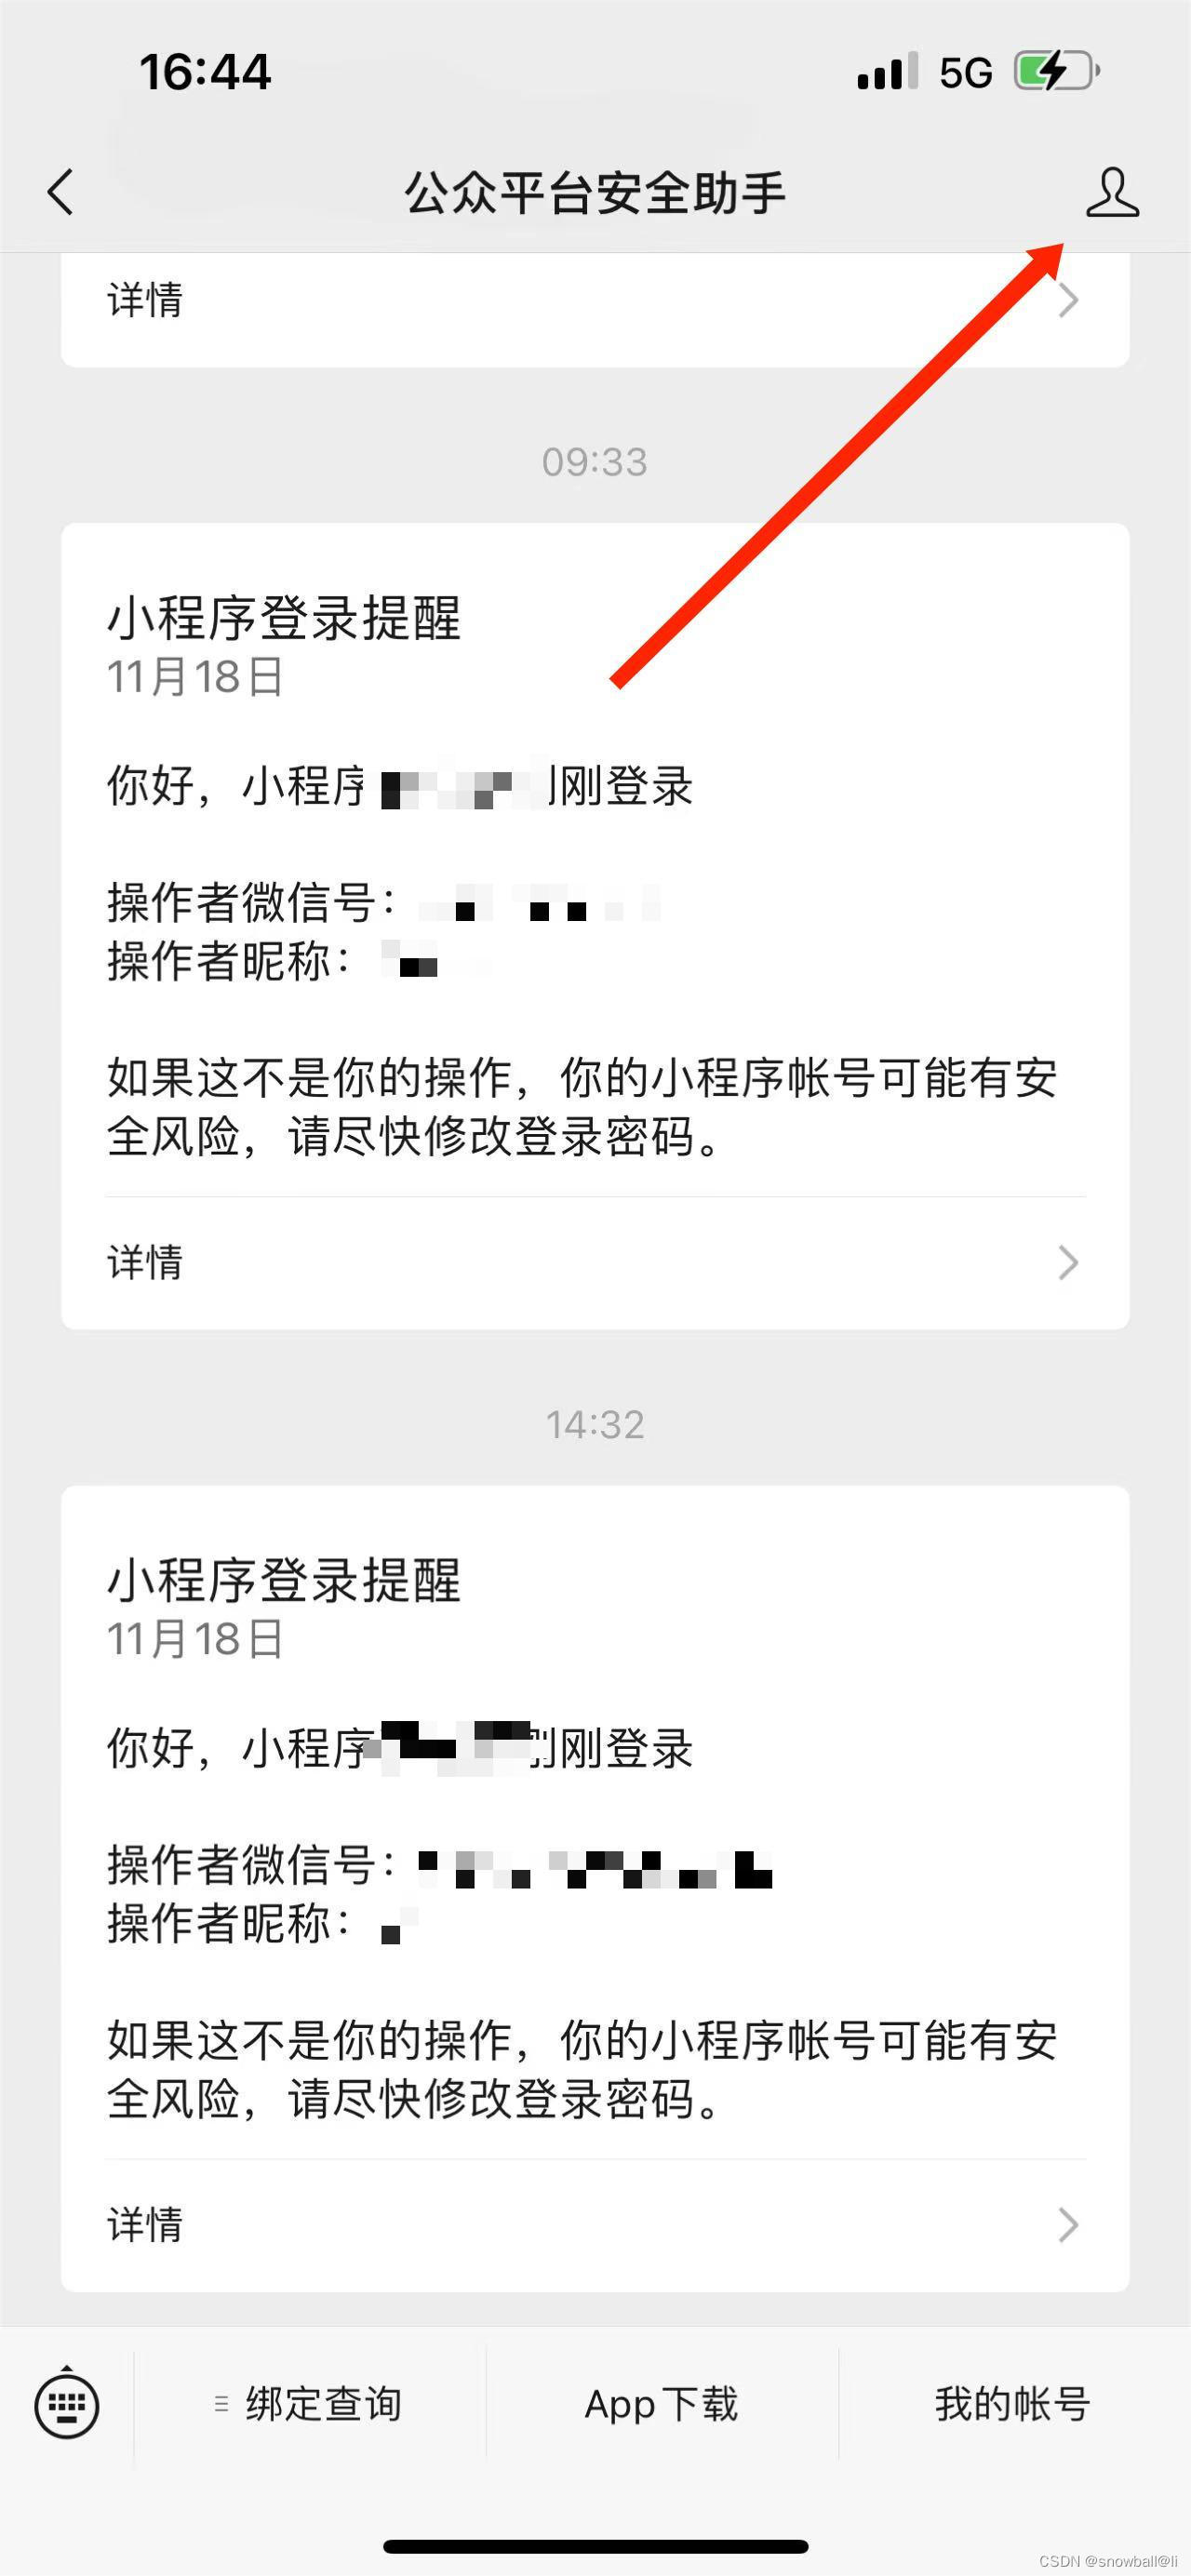 16:44
5G
公众平台安全助手
详情
09:33
小程序登录提醒
11月18日
你好，小程序 刚登录
操作者微信号：
操作者昵称：
如果这不是你的操作，你的小程序帐号可能有安
全风险，请尽快修改登录密码。
详情
14:32
小程序登录提醒
11月18日
你好，小程序 刚登录
操作者微信号：
操作者昵称：
如果这不是你的操作，你的小程序帐号可能有安
全风险，请尽快修改登录密码。
详情
绑定查询
App下载
我的帐号
CSDN @snowball@li